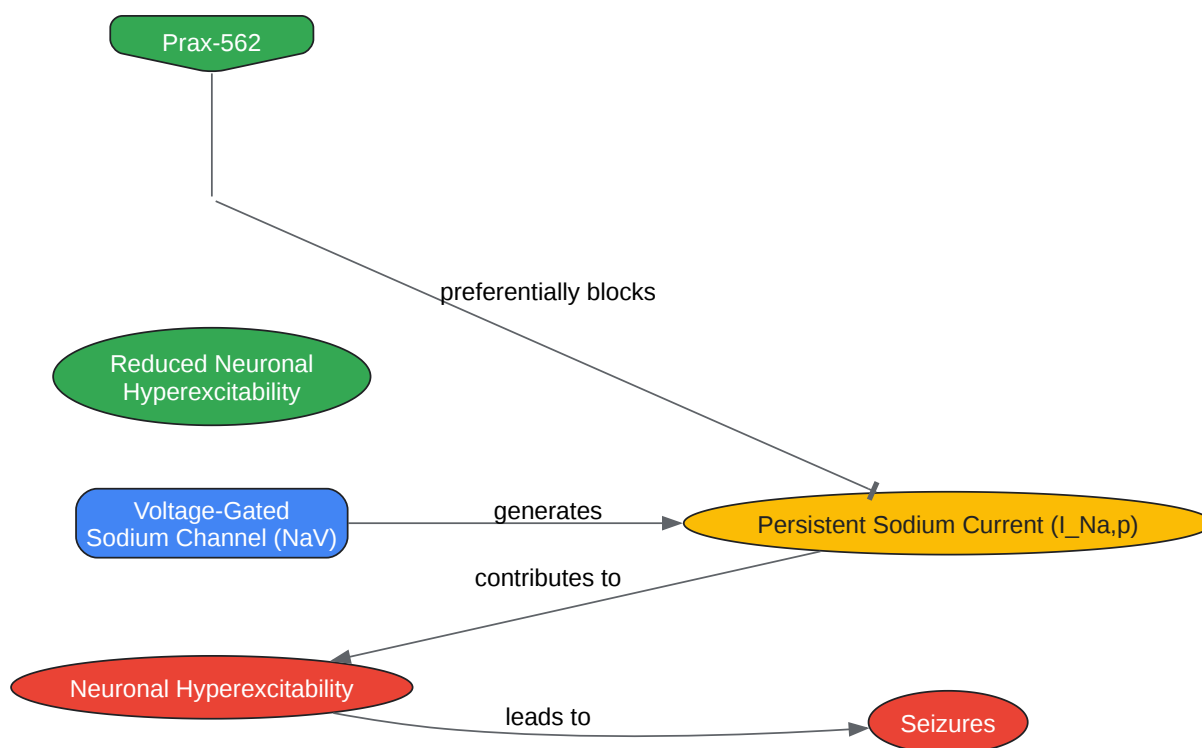 Prax-562
preferentially blocks
Reduced Neuronal
Hyperexcitability
Voltage-Gated
Sodium Channel (NaV)
generates
Persistent Sodium Current (I_Na,p)
contributes to
Neuronal Hyperexcitability
leads to
Seizures